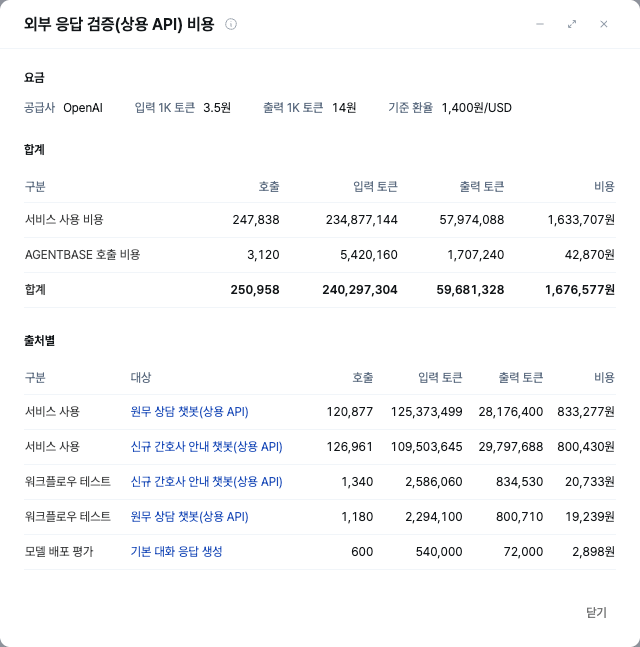 외부 응답 검증(상용 API) 비용
요금
공급사 OpenAI 입력 1K 토큰 3.5원 출력 1K 토큰 14원 기준 환율 1,400원/USD
합계
구분 호출 입력 토큰 출력 토큰 비용
서비스 사용 비용 247,838 234,877,144 57,974,088 1,633,707원
AGENTBASE 호출 비용 3,120 5,420,160 1,707,240 42,870원
합계 250,958 240,297,304 59,681,328 1,676,577원
출처별
구분 대상 호출 입력 토큰 출력 토큰 비용
서비스 사용 원무 상담 챗봇(상용 API) 120,877 125,373,499 28,176,400 833,277원
서비스 사용 신규 간호사 안내 챗봇(상용 API) 126,961 109,503,645 29,797,688 800,430원
워크플로우 테스트 신규 간호사 안내 챗봇(상용 API) 1,340 2,586,060 834,530 20,733원
워크플로우 테스트 원무 상담 챗봇(상용 API) 1,180 2,294,100 800,710 19,239원
모델 배포 평가 기본 대화 응답 생성 600 540,000 72,000 2,898원
닫기